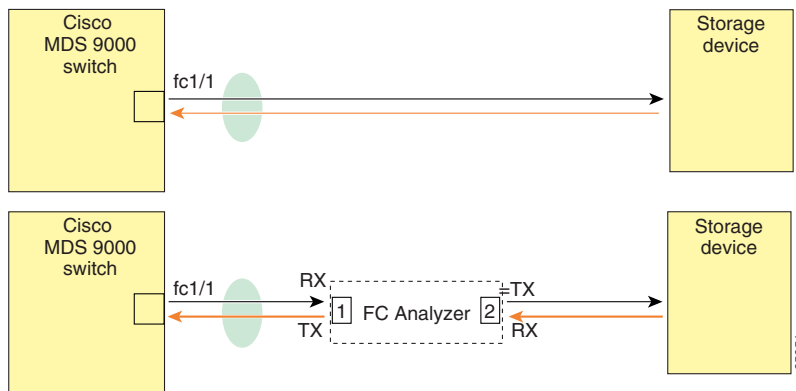 Cisco
MDS 9000
switch
Storage
device
fc1/1
Cisco
MDS 9000
switch
Storage
device
fc1/1
RX
=TX
1
FC Analyzer
2
TX
RX